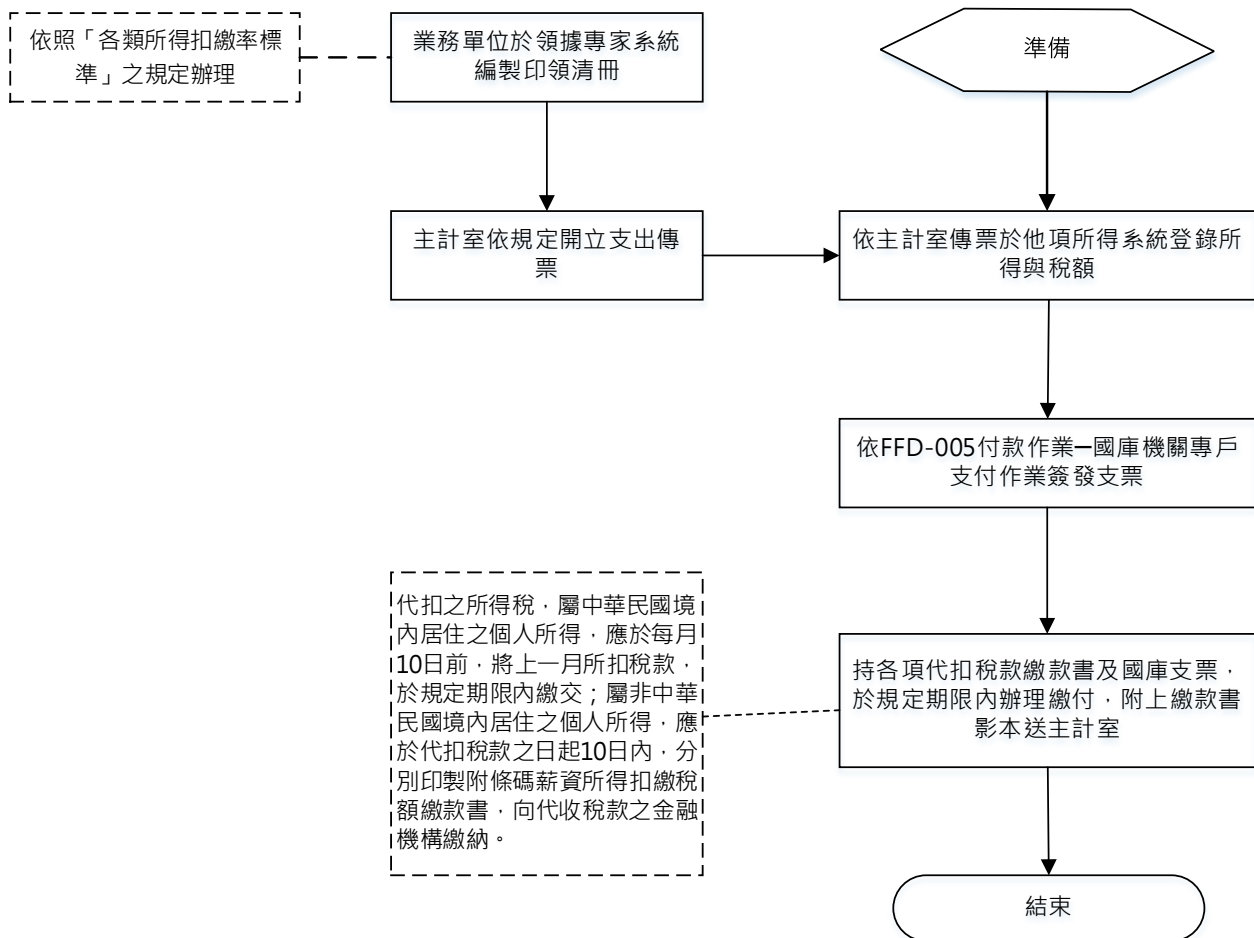 依照「各類所得扣繳率標
準」之規定辦理
業務單位於領據專家系統
編製印領清冊
準備
主計室依規定開立支出傳
票
依主計室傳票於他項所得系統登錄所
得與稅額
依FFD-005付款作業─國庫機關專戶
支付作業簽發支票
代扣之所得稅，屬中華民國境
內居住之個人所得，應於每月
10日前，將上一月所扣稅款，
於規定期限內繳交；屬非中華
民國境內居住之個人所得，應
於代扣稅款之日起10日內，分
別印製附條碼薪資所得扣繳稅
額繳款書，向代收稅款之金融
機構繳納。
持各項代扣稅款繳款書及國庫支票，
於規定期限內辦理繳付，附上繳款書
影本送主計室
結束